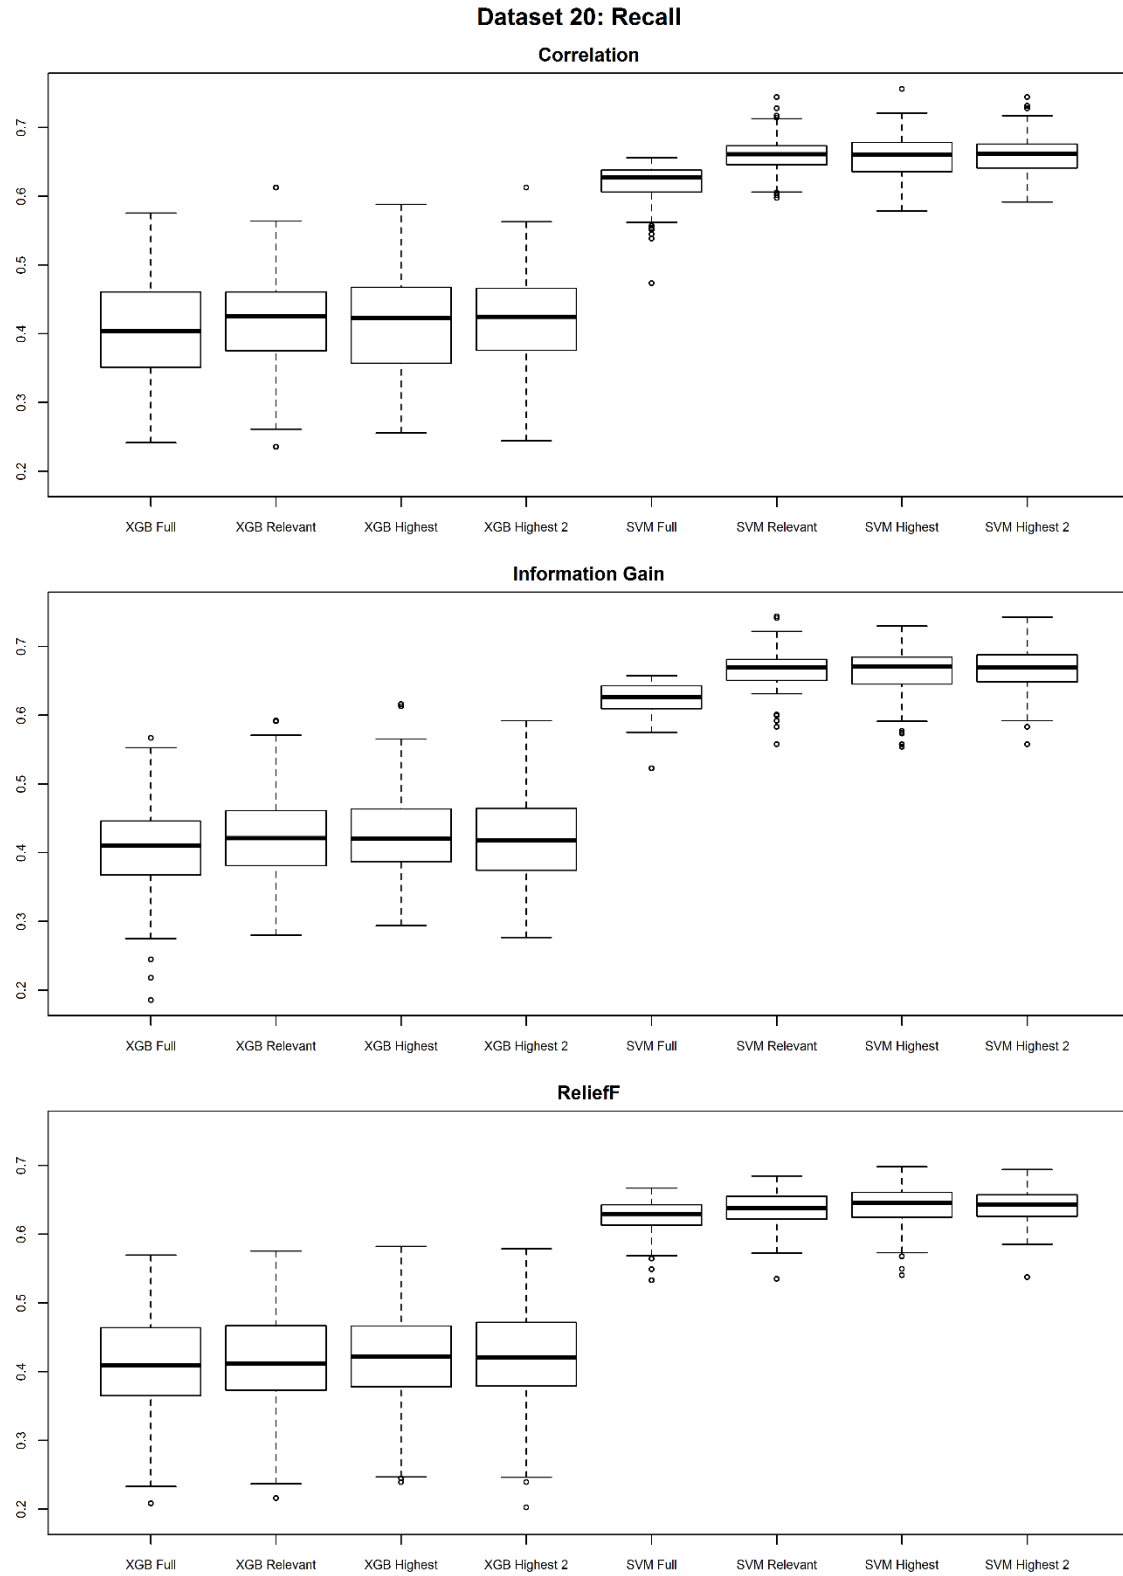 Dataset 20: Recall
Correlation
0.7
0.6
0.5
0.4
0.3
0.2
XGB Full XGB Relevant XGB Highest XGB Highest 2 SVM Full SVM Relevant SVM Highest SVM Highest 2
Information Gain
0.7
0.6
0.5
0.4
0.3
0.2
XGB Full XGB Relevant XGB Highest XGB Highest 2 SVM Full SVM Relevant SVM Highest SVM Highest 2
ReliefF
0.7
0.6
0.5
0.4
0.3
0.2
XGB Full XGB Relevant XGB Highest XGB Highest 2 SVM Full SVM Relevant SVM Highest SVM Highest 2